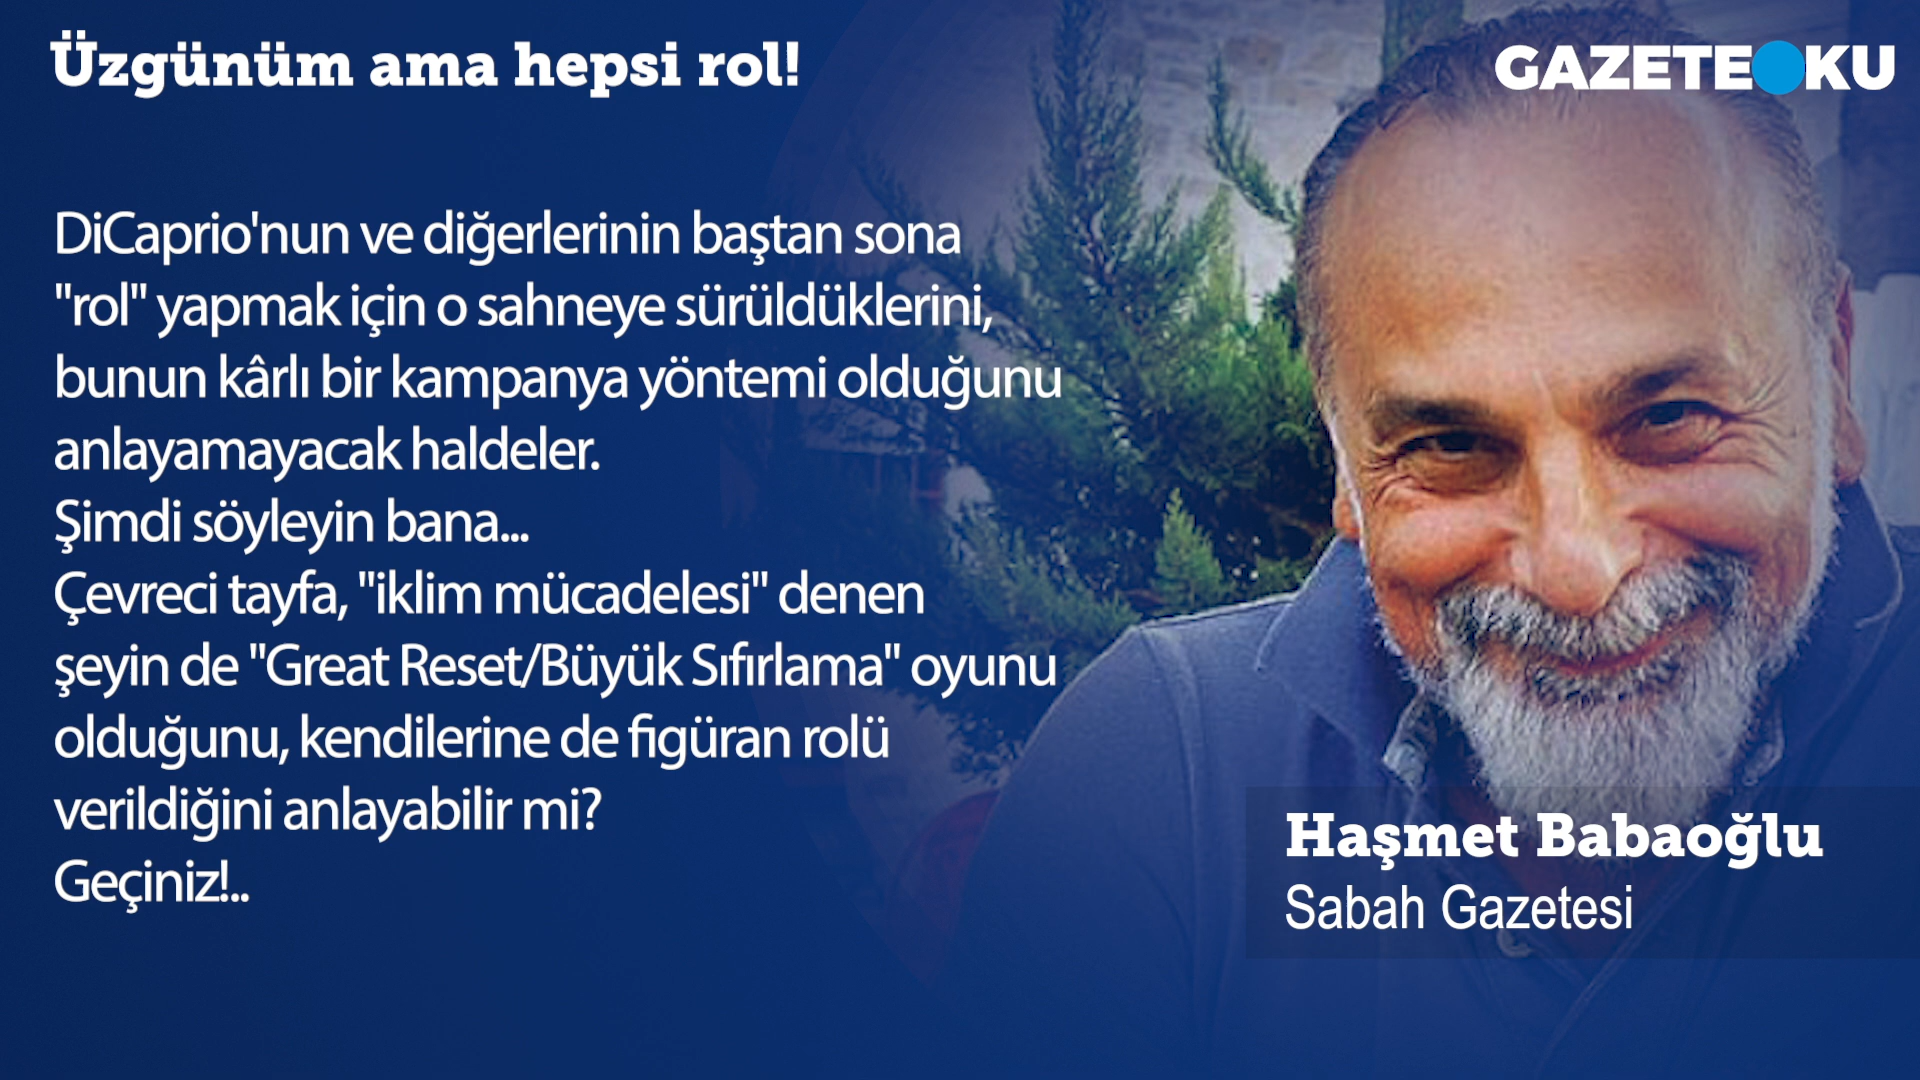 Üzgünüm ama hepsi rol!
GAZETEOKU
DiCaprio'nun ve diğerlerinin baştan sona
"rol" yapmak için o sahneye sürüldüklerini,
bunun kârlı bir kampanya yöntemi olduğunu
anlayamayacak haldeler.
Şimdi söyleyin bana...
Çevreci tayfa, "iklim mücadelesi" denen
şeyin de "Great Reset/Büyük Sıfırlama" oyunu
olduğunu, kendilerine de figüran rolü
verildiğini anlayabilir mi?
Geçiniz!..
Haşmet Babaoğlu
Sabah Gazetesi